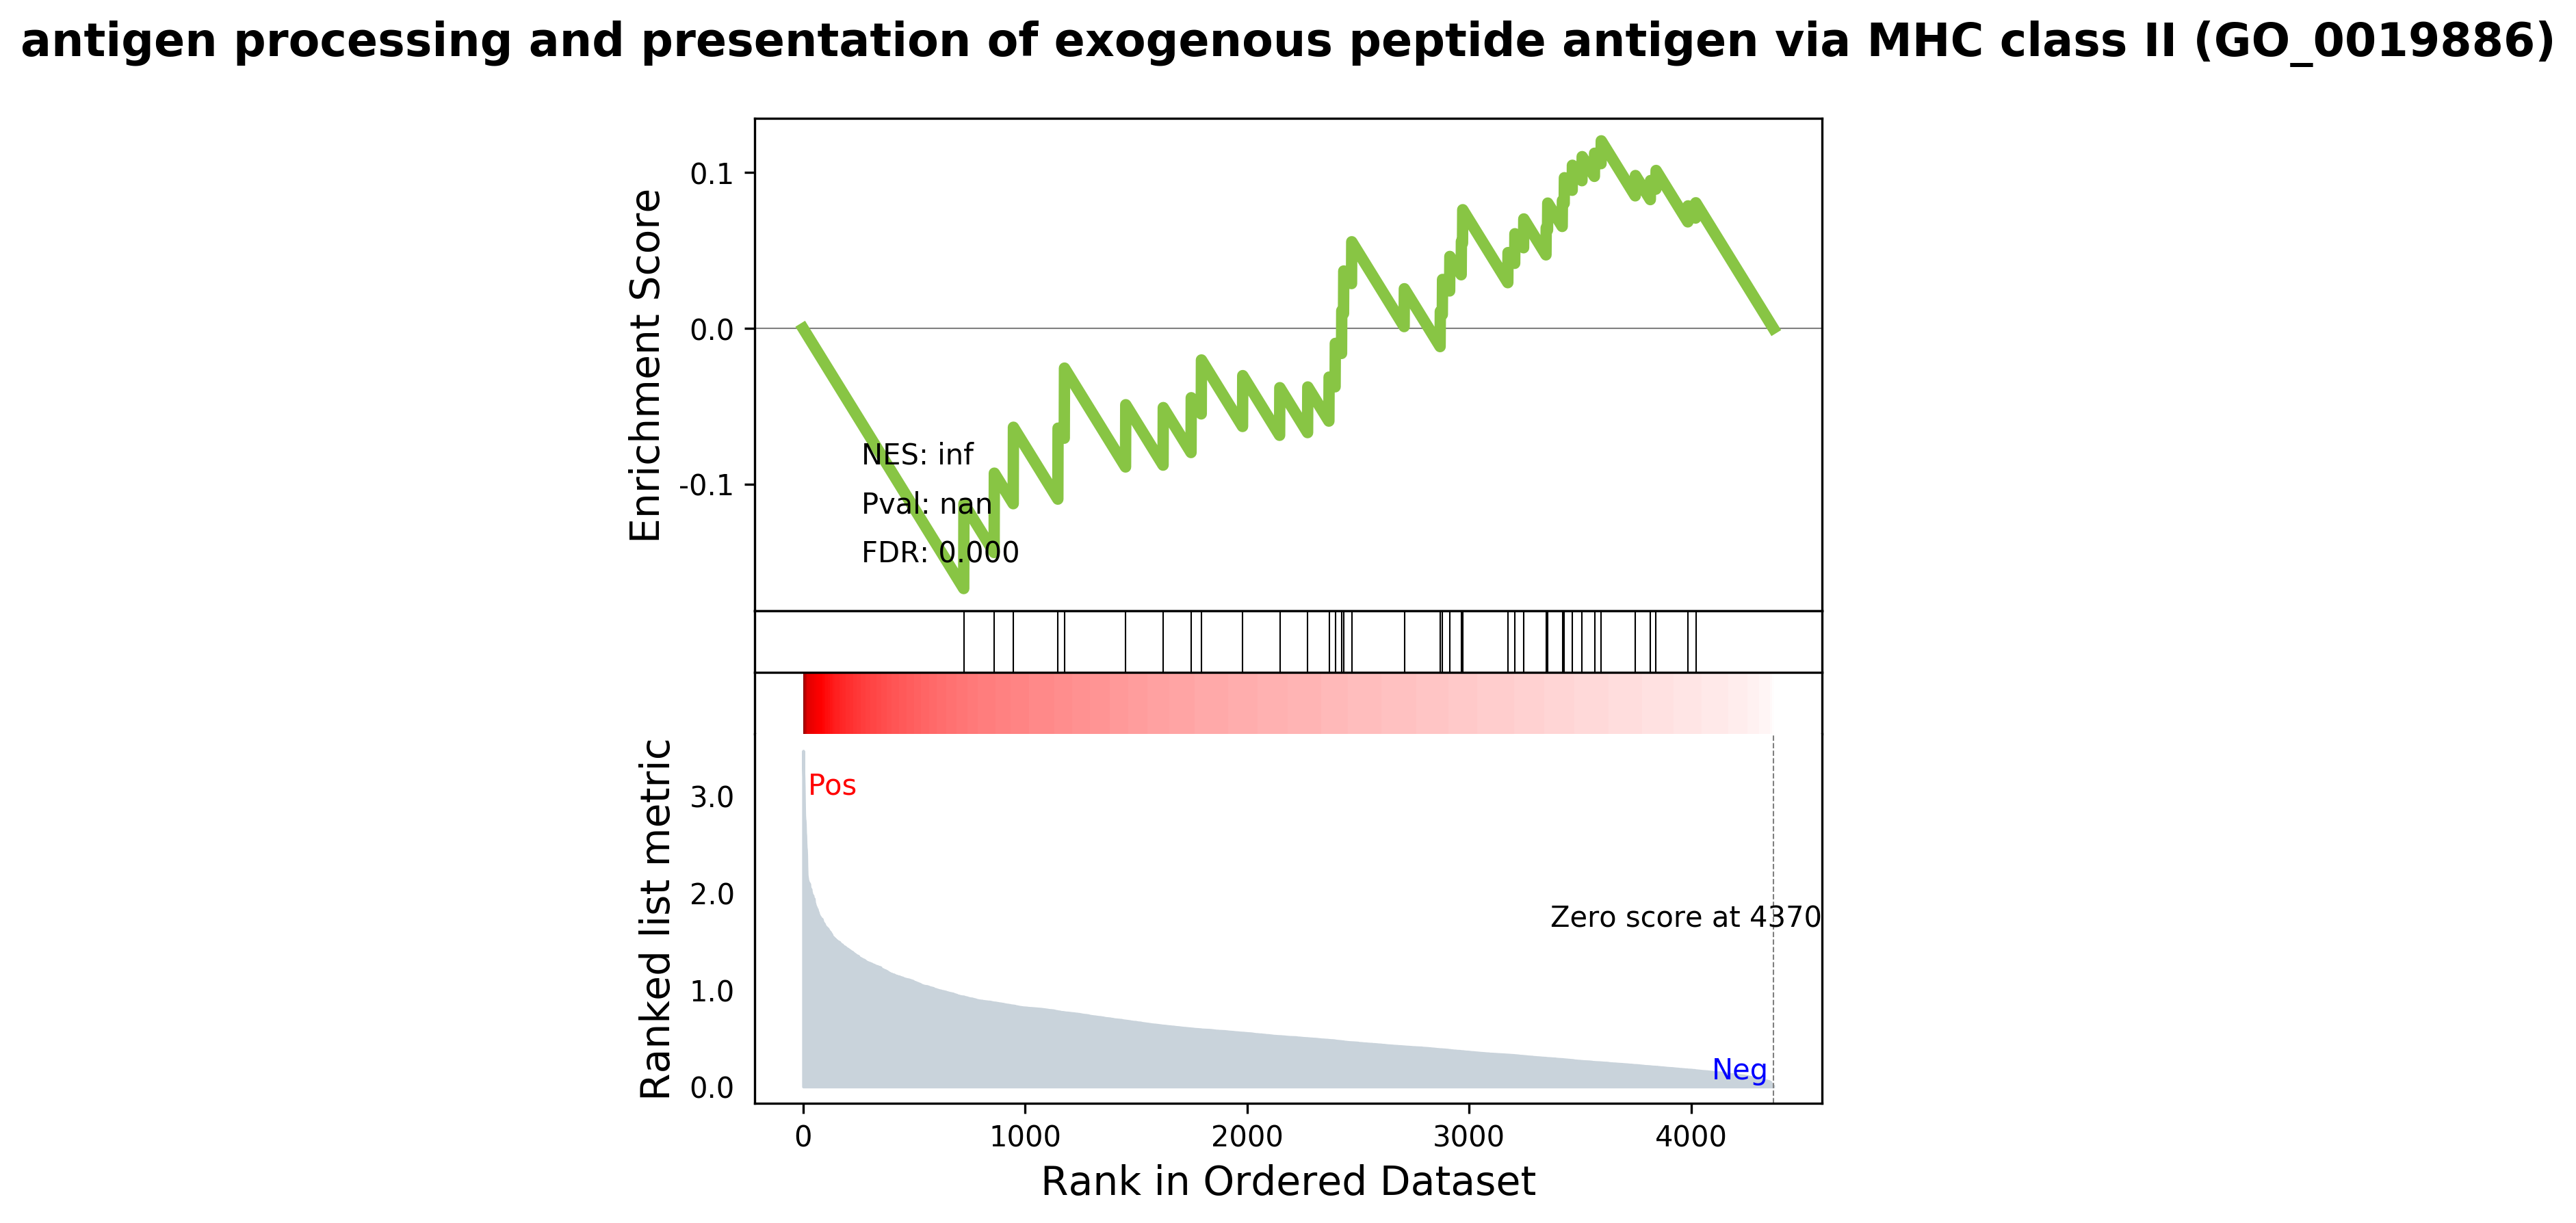 antigen processing and presentation of exogenous peptide antigen via MHC class II (GO_0019886)
Enrichment Score
0.1
0.0
-0.1
NES: inf
Pval: nan
FDR: 0.000
Ranked list metric
3.0
2.0
1.0
0.0
Pos
Zero score at 4370
Neg
0 1000 2000 3000 4000
Rank in Ordered Dataset